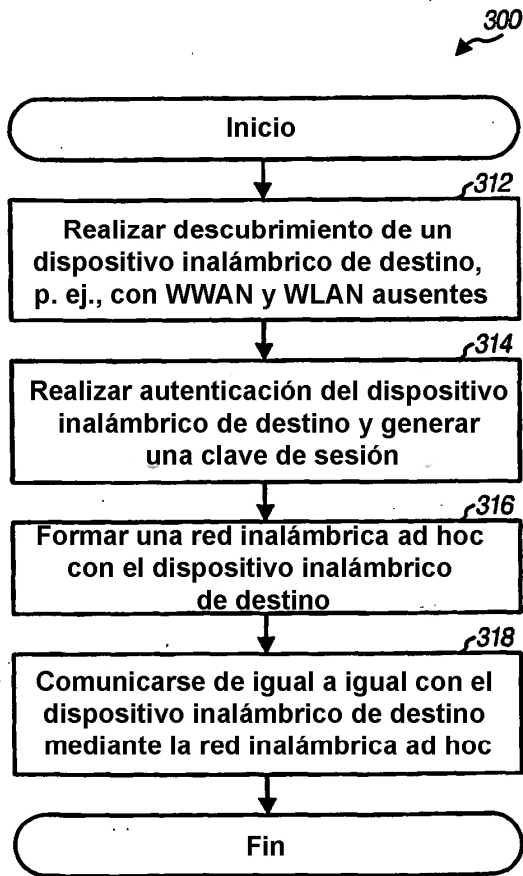 300
Inicio
312
Realizar descubrimiento de un
dispositivo inalámbrico de destino,
p. ej., con WWAN y WLAN ausentes
314
Realizar autenticación del dispositivo
inalámbrico de destino y generar
una clave de sesión
316
Formar una red inalámbrica ad hoc
con el dispositivo inalámbrico
de destino
318
Comunicarse de igual a igual con el
dispositivo inalámbrico de destino
mediante la red inalámbrica ad hoc
Fin